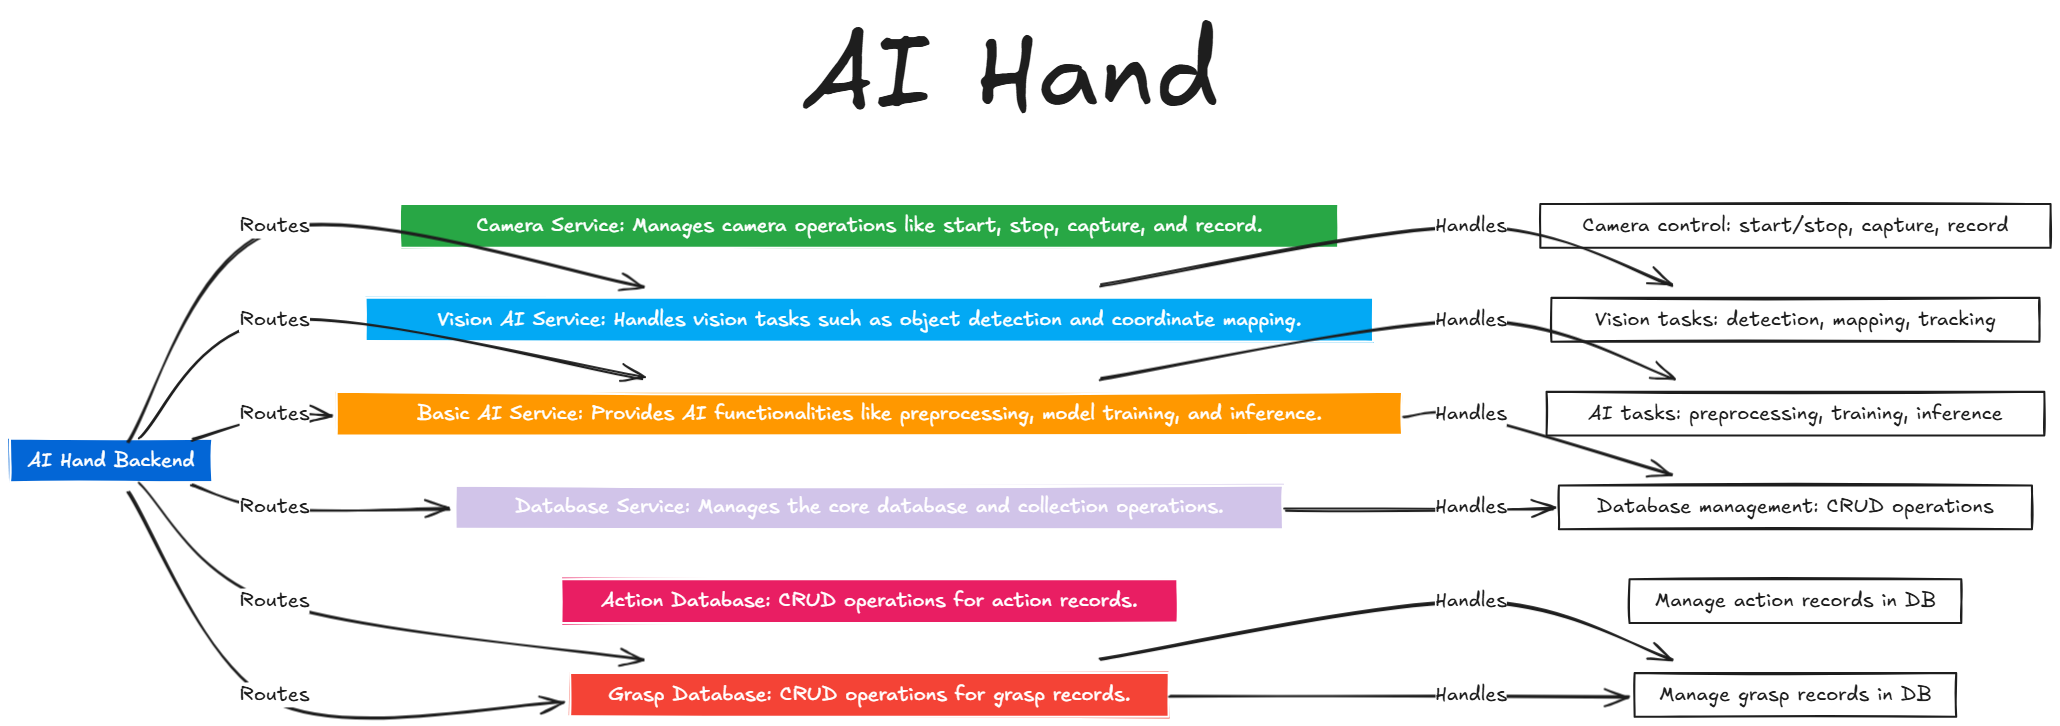 AI Hand
Routes
Camera Service: Manages camera operations like start, stop, capture, and record.
Handles
Camera control: start/stop, capture, record
Routes
Vision AI Service: Handles vision tasks such as object detection and coordinate mapping.
Handles
Vision tasks: detection, mapping, tracking
Routes
Basic AI Service: Provides AI functionalities like preprocessing, model training, and inference.
Handles
AI tasks: preprocessing, training, inference
AI Hand Backend
Routes
Database Service: Manages the core database and collection operations.
Handles
Database management: CRUD operations
Routes
Action Database: CRUD operations for action records.
Handles
Manage action records in DB
Routes
Grasp Database: CRUD operations for grasp records.
Handles
Manage grasp records in DB